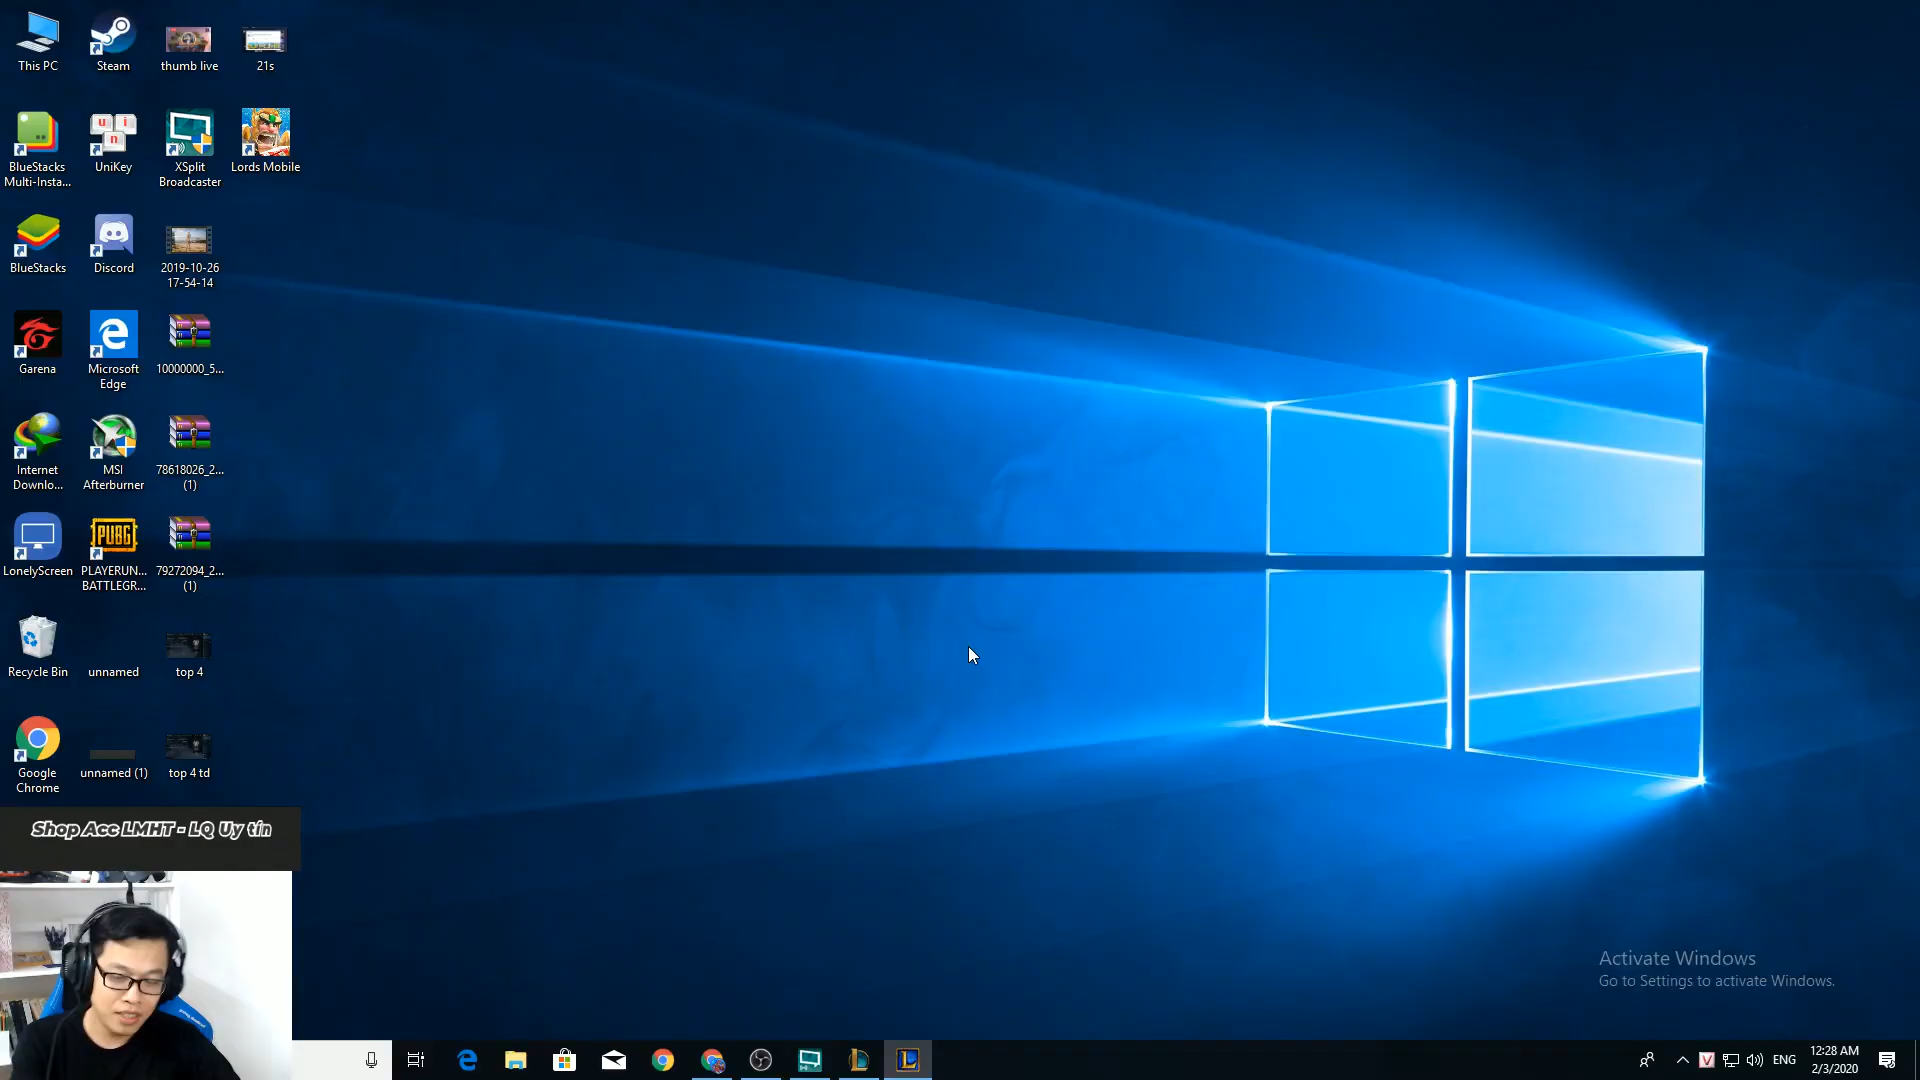 This PC
Steam
thumb live
21s
BlueStacks
Multi-Insta...
UniKey
XSplit
Broadcaster
Lords Mobile
BlueStacks
Discord
2019-10-26
17-54-14
Garena
Microsoft
Edge
10000000_5...
Internet
Downlo...
MSI
Afterburner
78618026_2...
(1)
LonelyScreen
PUBG
PLAYERUN...
BATTLEGR...
79272094_2...
(1)
Recycle Bin
unnamed
top 4
Google
Chrome
unnamed (1)
top 4 td
Shop Acc LMHT - LQ Uy tín
Activate Windows
Go to Settings to activate Windows.
ENG
12:28 AM
2/3/2020